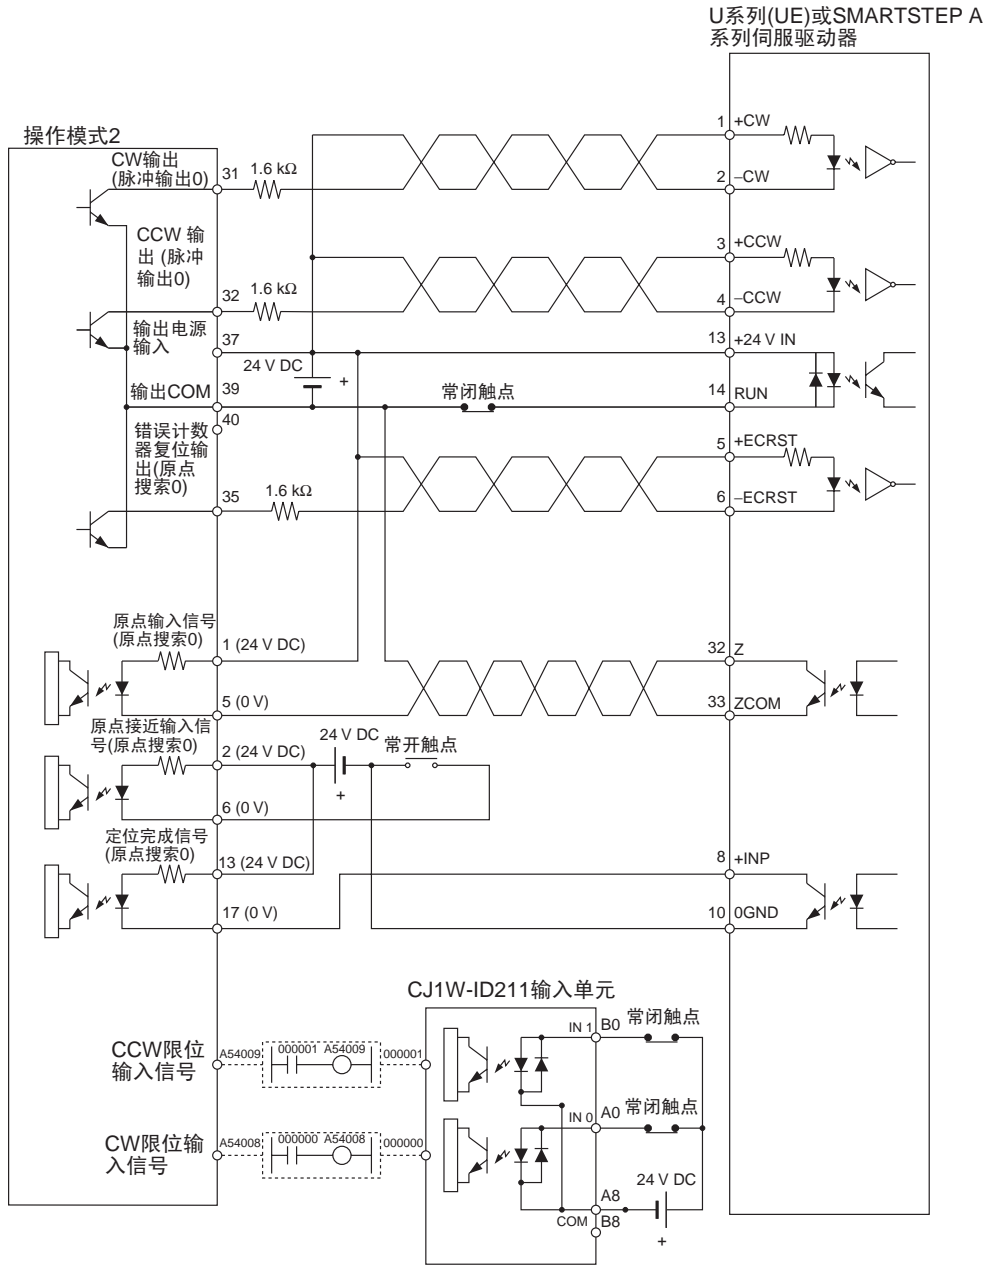 U系列(UE)或SMARTSTEP A
系列伺服驱动器
操作模式2
CW输出
(脉冲输出0)
31
1.6 kΩ
1
+CW
2
–CW
CCW 输
出 (脉冲
输出0)
32
1.6 kΩ
3
+CCW
4
–CCW
输出电源
输入
37
24 V DC
+
13
+24 V IN
输出COM
39
常闭触点
14
RUN
40
错误计数
器复位输
出(原点
搜索0)
35
1.6 kΩ
5
+ECRST
6
–ECRST
原点输入信号
(原点搜索0)
1 (24 V DC)
5 (0 V)
32
Z
33
ZCOM
原点接近输入信
号(原点搜索0)
2 (24 V DC)
24 V DC
常开触点
+
6 (0 V)
定位完成信号
(原点搜索0)
13 (24 V DC)
17 (0 V)
8
+INP
10
0GND
CJ1W-ID211输入单元
CCW限位
输入信号
A54009
000001
A54009
000001
IN 1
B0
常闭触点
CW限位输
入信号
A54008
000000
A54008
000000
IN 0
A0
常闭触点
24 V DC
A8
COM
B8
+